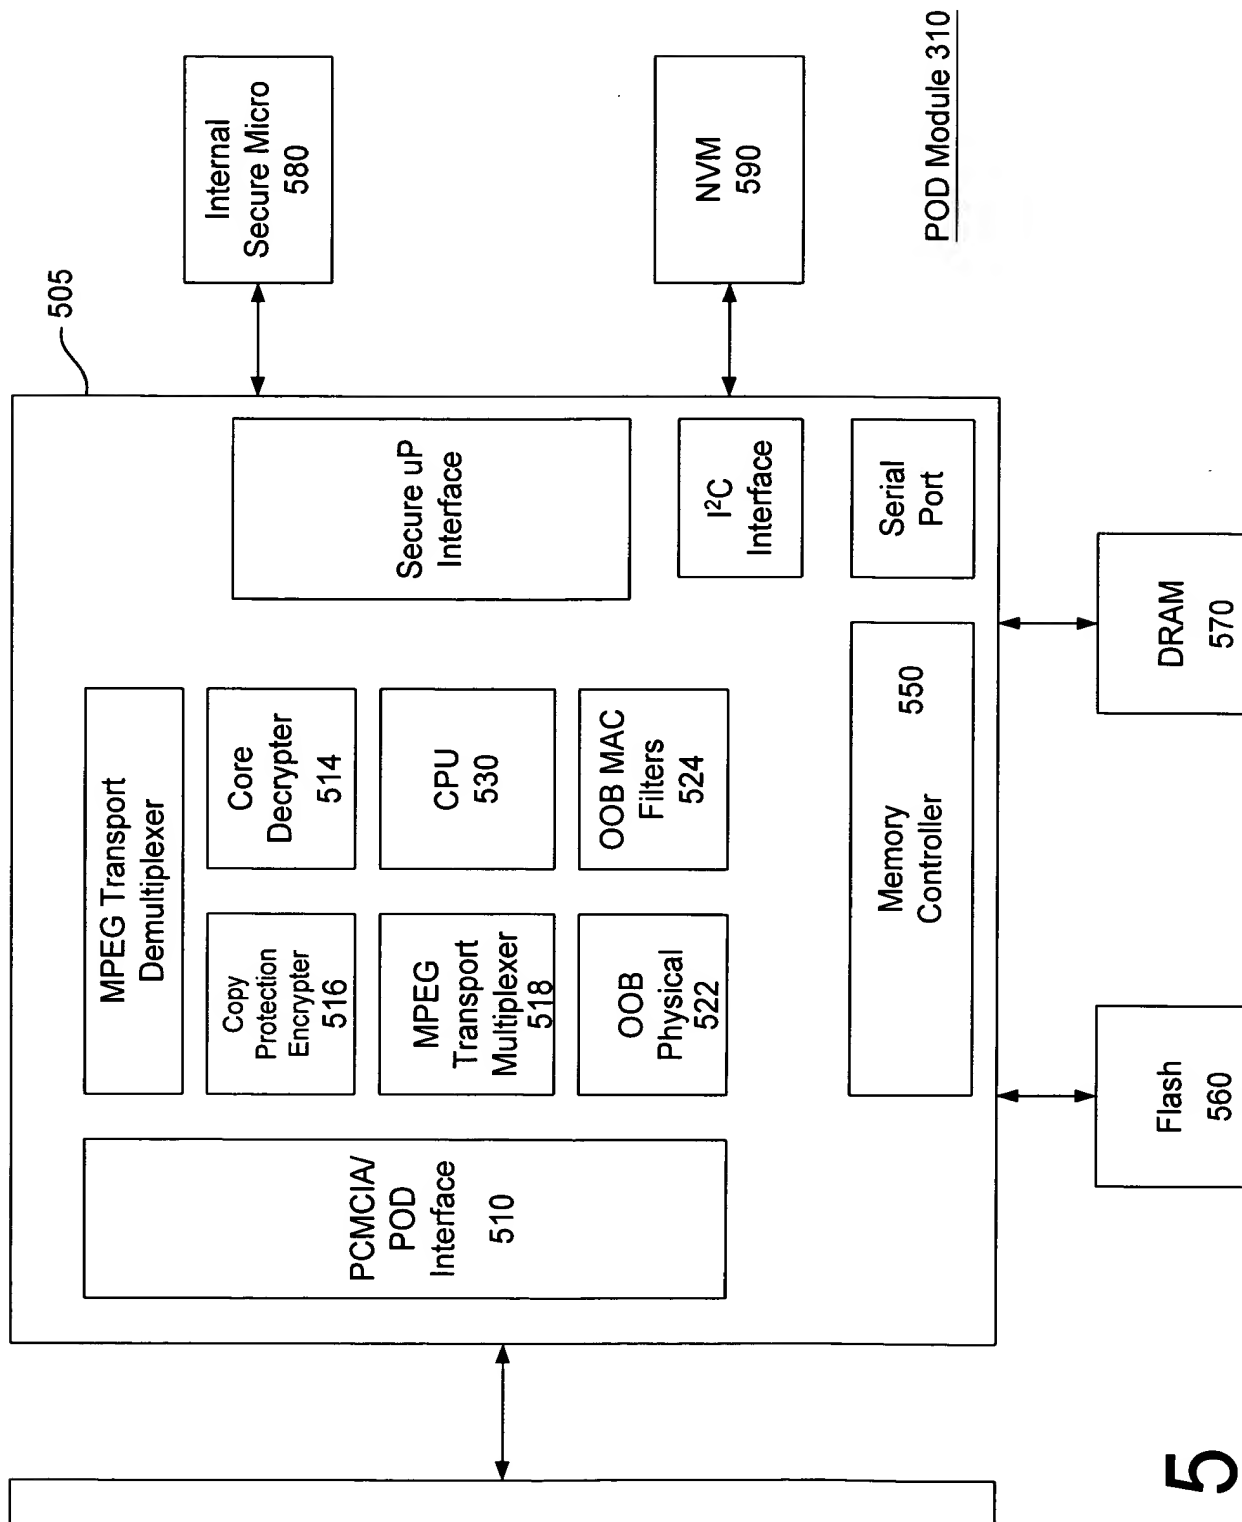 505
Internal
Secure Micro
580
NVM
590
POD Module 310
MPEG Transport
Demultiplexer
Core
Decrypter
514
Copy
Protection
Encrypter
516
CPU
530
MPEG
Transport
Multiplexer
518
OOB MAC
Filters
524
OOB
Physical
522
Secure uP
Interface
I²C
Interface
Serial
Port
PCMCIA/
POD
Interface
510
Memory
Controller
550
Flash
560
DRAM
570
5